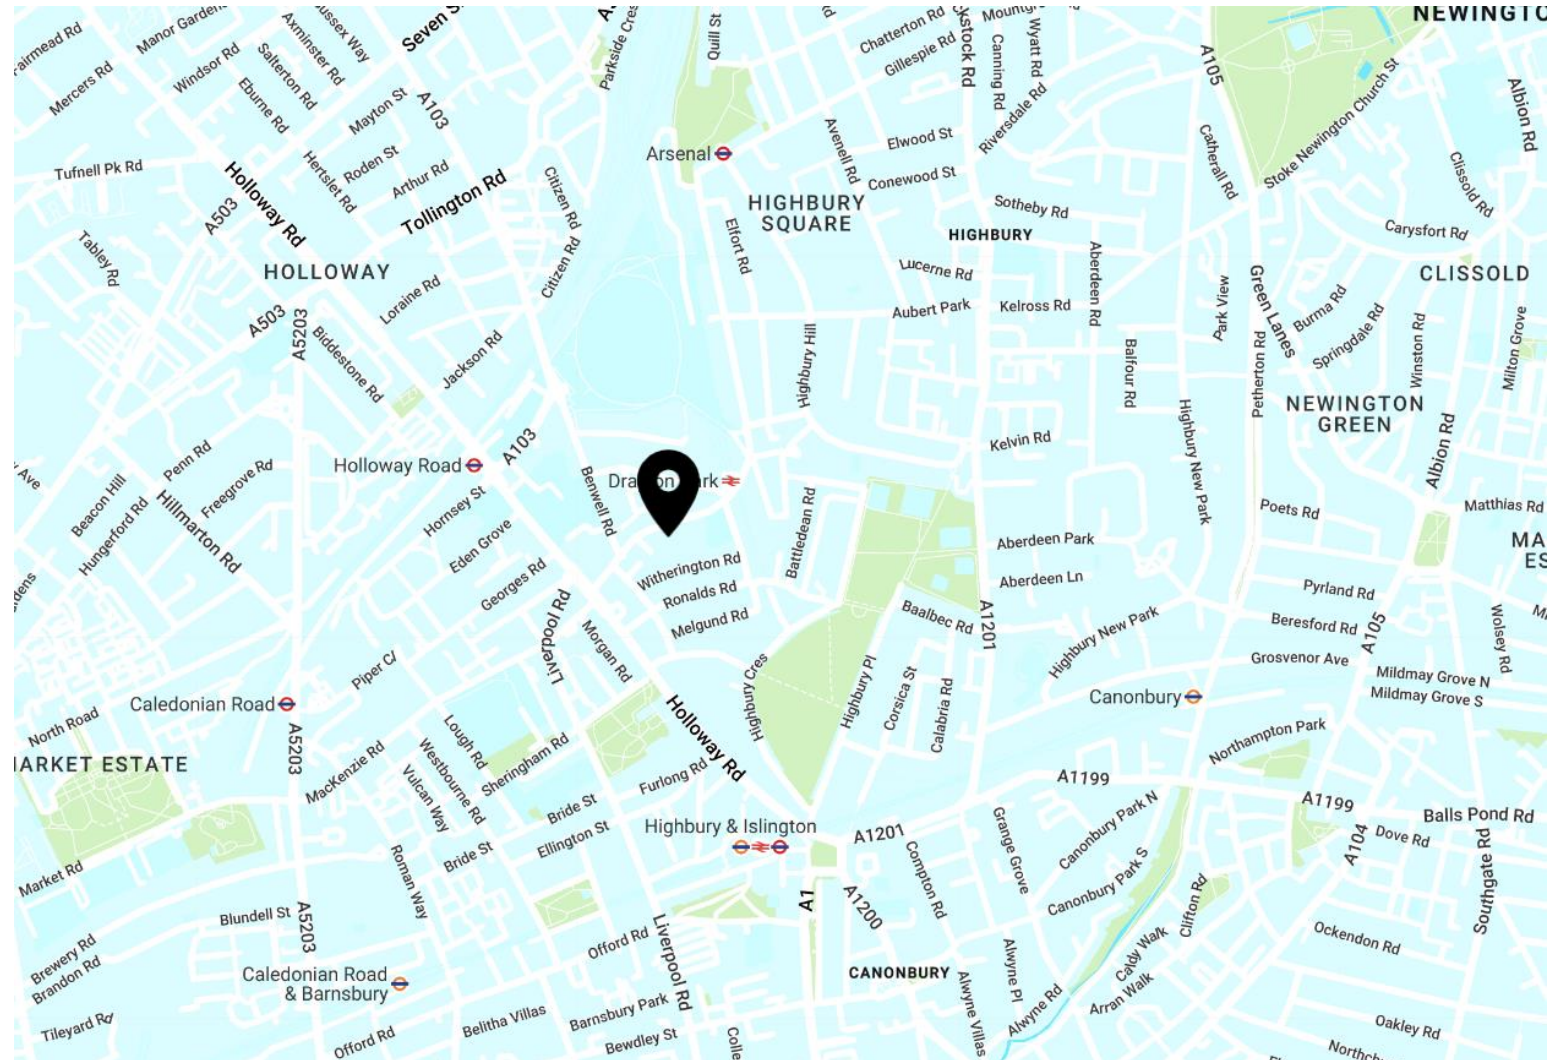 NEWINGTO
Fairmead Rd
Manor Gardens
Sussex Way
Axminster Rd
Seven S
Parkside Cres
Quill St
Chatterton Rd
Gillespie Rd
Canning Rd
Wyatt Rd
A105
Mercers Rd
Windsor Rd
Salterton Rd
Eburne Rd
Mayton St
A103
Arsenal
Avenell Rd
Elwood St
Riversdale Rd
Catherall Rd
Stoke Newington Church St
Albion Rd
Tufnell Pk Rd
Holloway Rd
Hertslet Rd
Roden St
Arthur Rd
Tollington Rd
Citizen Rd
Conewood St
Clissold Rd
A503
HIGHBURY
SQUARE
Sotheby Rd
HIGHBURY
Carysfort Rd
Tabley Rd
HOLLOWAY
Loraine Rd
Citizen Rd
Elfort Rd
Lucerne Rd
Aberdeen Rd
Park View
Green Lanes
CLISSOLD
A503
A5203
Biddestone Rd
Jackson Rd
Highbury Hill
Aubert Park
Kelross Rd
Balfour Rd
Petherton Rd
Burma Rd
Springdale Rd
Winston Rd
Milton Grove
NEWINGTON
GREEN
Penn Rd
Freegrove Rd
Holloway Road
A103
Kelvin Rd
Highbury New Park
Albion Rd
Ave
Beacon Hill
Hungerford Rd
Hillmarton Rd
Hornsey St
Eden Grove
Georges Rd
Benwell Rd
Battledean Rd
Poets Rd
Matthias Rd
MA
ES
Witherington Rd
Ronalds Rd
Melgund Rd
Aberdeen Park
Aberdeen Ln
Pyrland Rd
Beresford Rd
A105
Wolsey Rd
Liverpool Rd
Morgan Rd
Baalbec Rd
A1201
Highbury New Park
Grosvenor Ave
Mildmay Grove N
Mildmay Grove S
Piper Cl
Caledonian Road
North Road
A5203
Lough Rd
Holloway Rd
Highbury Cres
Highbury Pl
Corsica St
Calabria Rd
Canonbury
Northampton Park
MARKET ESTATE
MacKenzie Rd
Westbourne Rd
Vulcan Way
Sheringham Rd
Furlong Rd
Bride St
A1199
A1199
Balls Pond Rd
Highbury & Islington
A1201
Grange Grove
Canonbury Park N
Canonbury Park S
A104
Dove Rd
Southgate Rd
Market Rd
Bride St
Ellington St
Roman Way
A1
A1200
Compton Rd
Clifton Rd
Blundell St
A5203
Offord Rd
Liverpool Rd
Ockendon Rd
Brewery Rd
Brandon Rd
Caledonian Road
& Barnsbury
CANONBURY
Alwyne Villas
Alwyne Pl
Alwyne Rd
Caldy Walk
Arran Walk
Tileyard Rd
Offord Rd
Belitha Villas
Barnsbury Park
Bewdley St
Colle
Oakley Rd
Northch